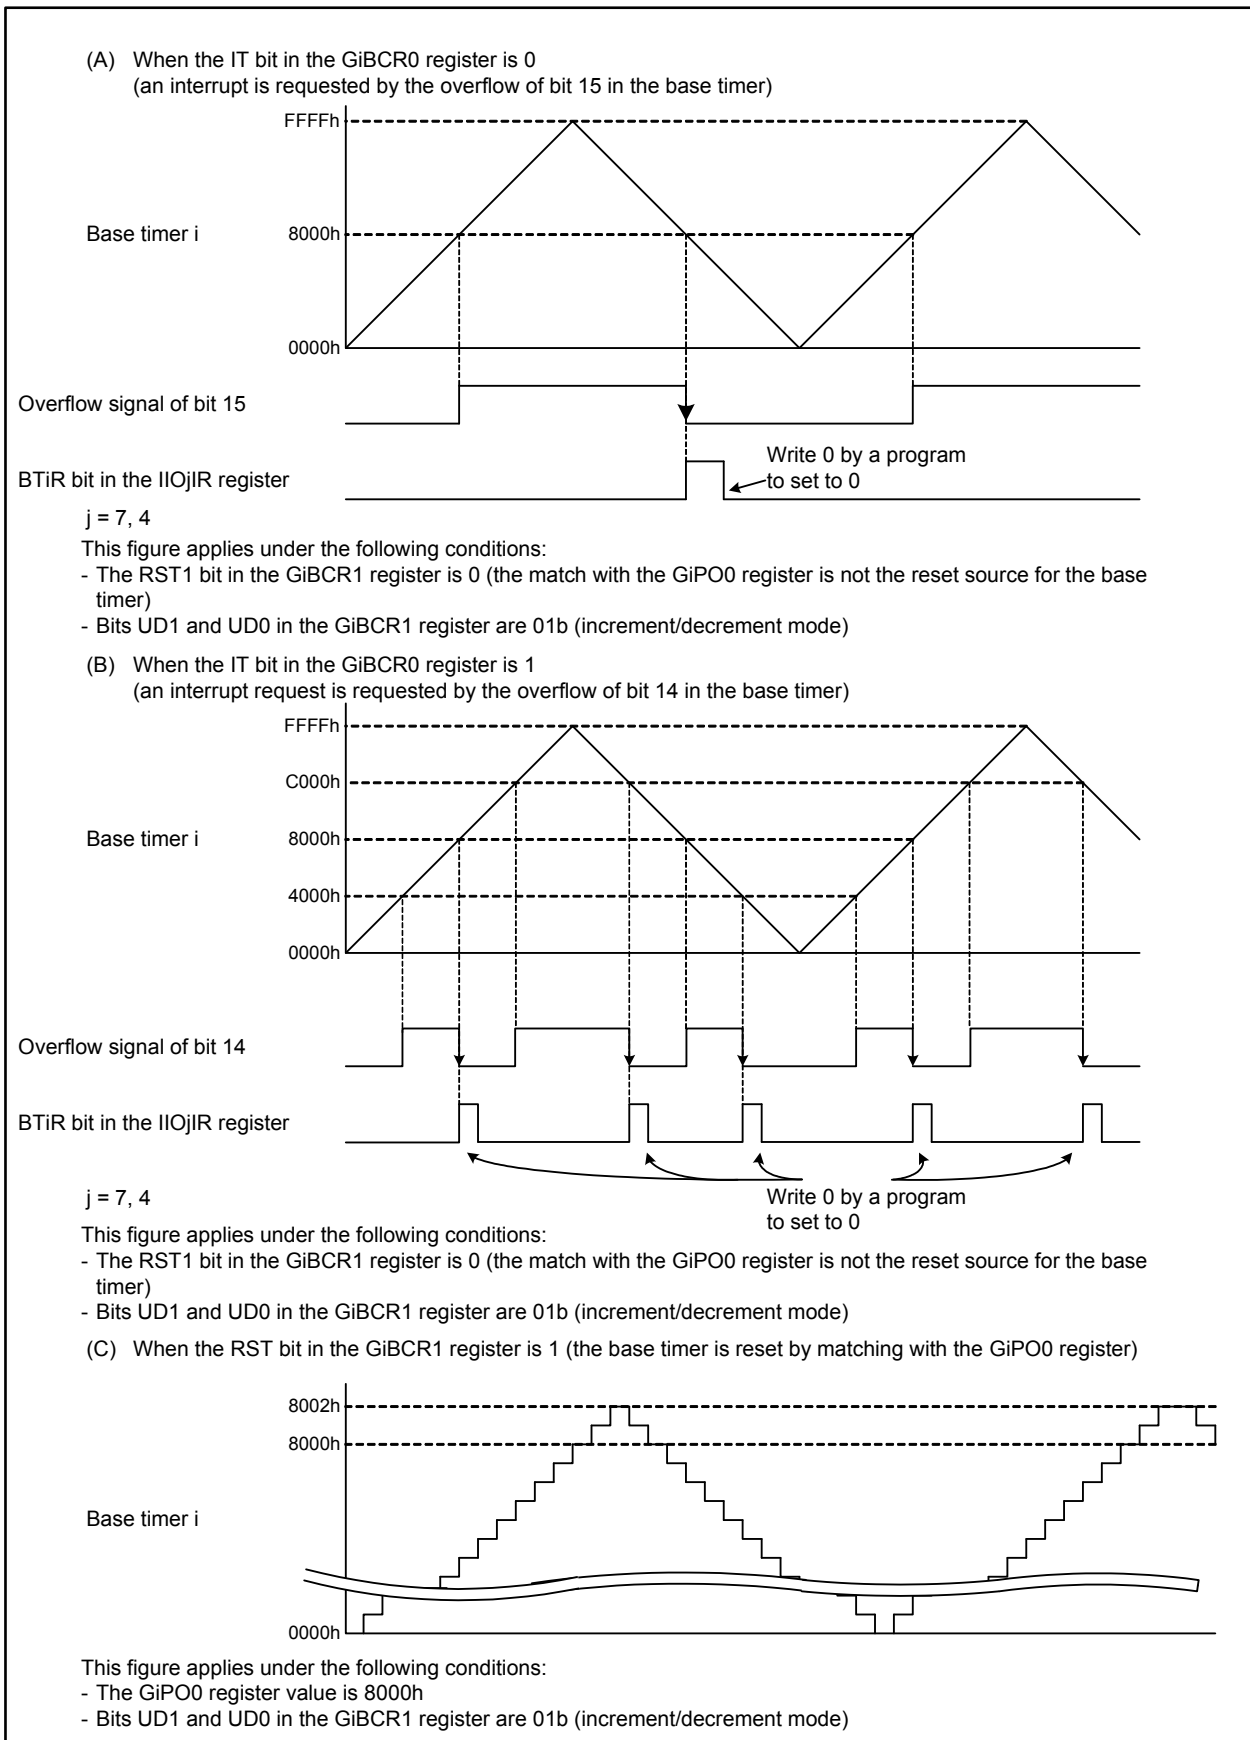 (A) When the IT bit in the GiBCR0 register is 0
(an interrupt is requested by the overflow of bit 15 in the base timer)
FFFFh
Base timer i
8000h
0000h
Overflow signal of bit 15
Write 0 by a program
to set to 0
BTiR bit in the IIOjIR register
j = 7, 4
This figure applies under the following conditions:
- The RST1 bit in the GiBCR1 register is 0 (the match with the GiPO0 register is not the reset source for the base
timer)
- Bits UD1 and UD0 in the GiBCR1 register are 01b (increment/decrement mode)
(B) When the IT bit in the GiBCR0 register is 1
(an interrupt request is requested by the overflow of bit 14 in the base timer)
FFFFh
C000h
Base timer i
8000h
4000h
0000h
Overflow signal of bit 14
BTiR bit in the IIOjIR register
j = 7, 4
Write 0 by a program
to set to 0
This figure applies under the following conditions:
- The RST1 bit in the GiBCR1 register is 0 (the match with the GiPO0 register is not the reset source for the base
timer)
- Bits UD1 and UD0 in the GiBCR1 register are 01b (increment/decrement mode)
(C) When the RST bit in the GiBCR1 register is 1 (the base timer is reset by matching with the GiPO0 register)
8002h
8000h
Base timer i
0000h
This figure applies under the following conditions:
- The GiPO0 register value is 8000h
- Bits UD1 and UD0 in the GiBCR1 register are 01b (increment/decrement mode)